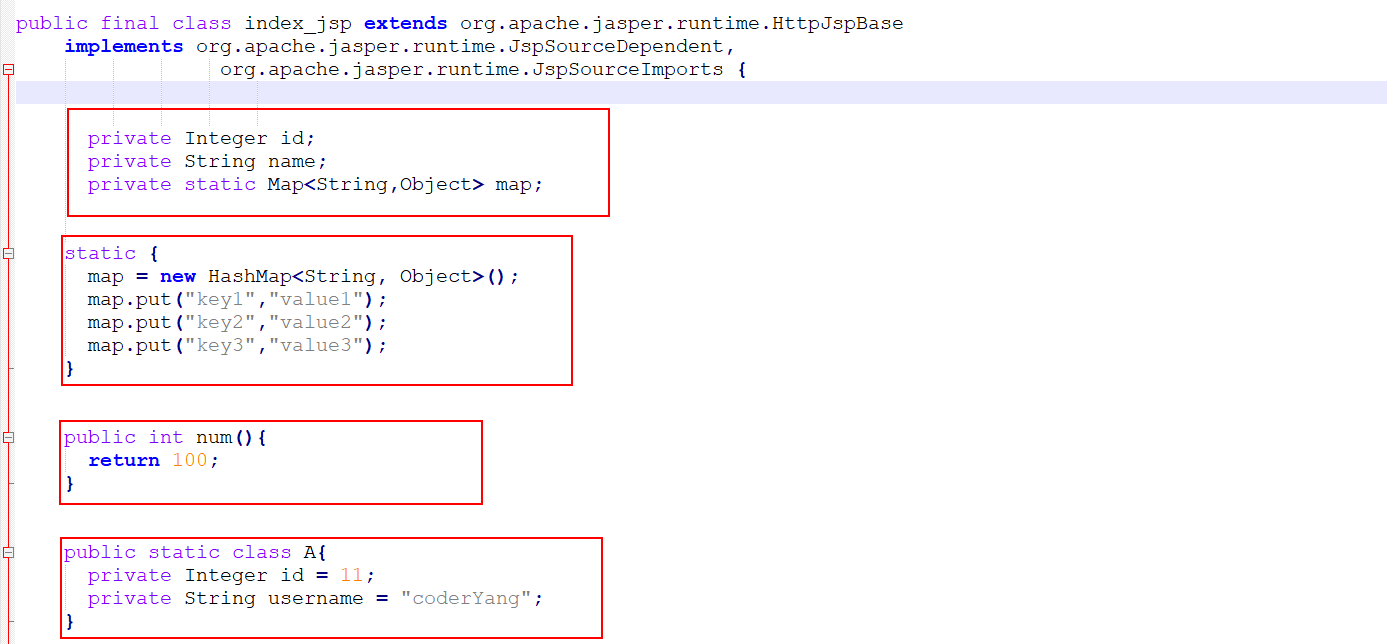 public final class index_jsp extends org.apache.jasper.runtime.HttpJspBase
    implements org.apache.jasper.runtime.JspSourceDependent,
                 org.apache.jasper.runtime.JspSourceImports {
      private Integer id;
      private String name;
      private static Map<String,Object> map;
    static {
      map = new HashMap<String, Object>();
      map.put("key1","value1");
      map.put("key2","value2");
      map.put("key3","value3");
    }
    public int num(){
      return 100;
    }
    public static class A{
      private Integer id = 11;
      private String username = "coderYang";
    }